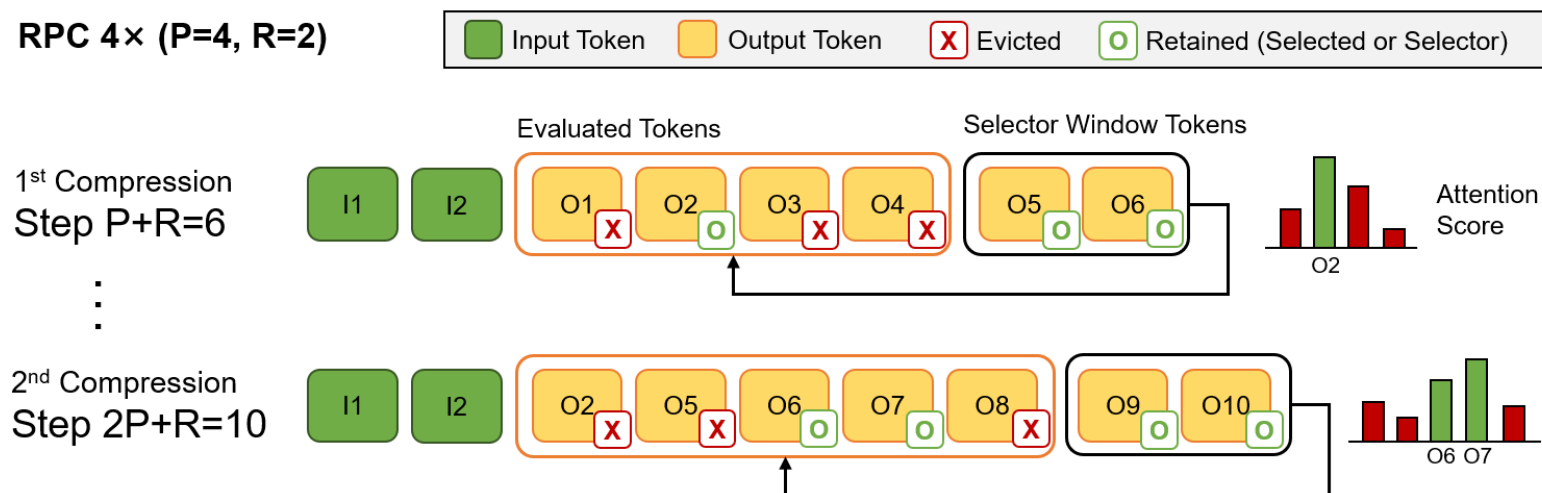 RPC 4× (P=4, R=2)
Input Token
Output Token
X Evicted
O Retained (Selected or Selector)
Evaluated Tokens
Selector Window Tokens
1st Compression
Step P+R=6
I1 I2 O1 X O2 O O3 X O4 X O5 O O6 O
Attention
Score
O2
⋮
2nd Compression
Step 2P+R=10
I1 I2 O2 X O5 X O6 O O7 O O8 X O9 O O10 O
O6 O7